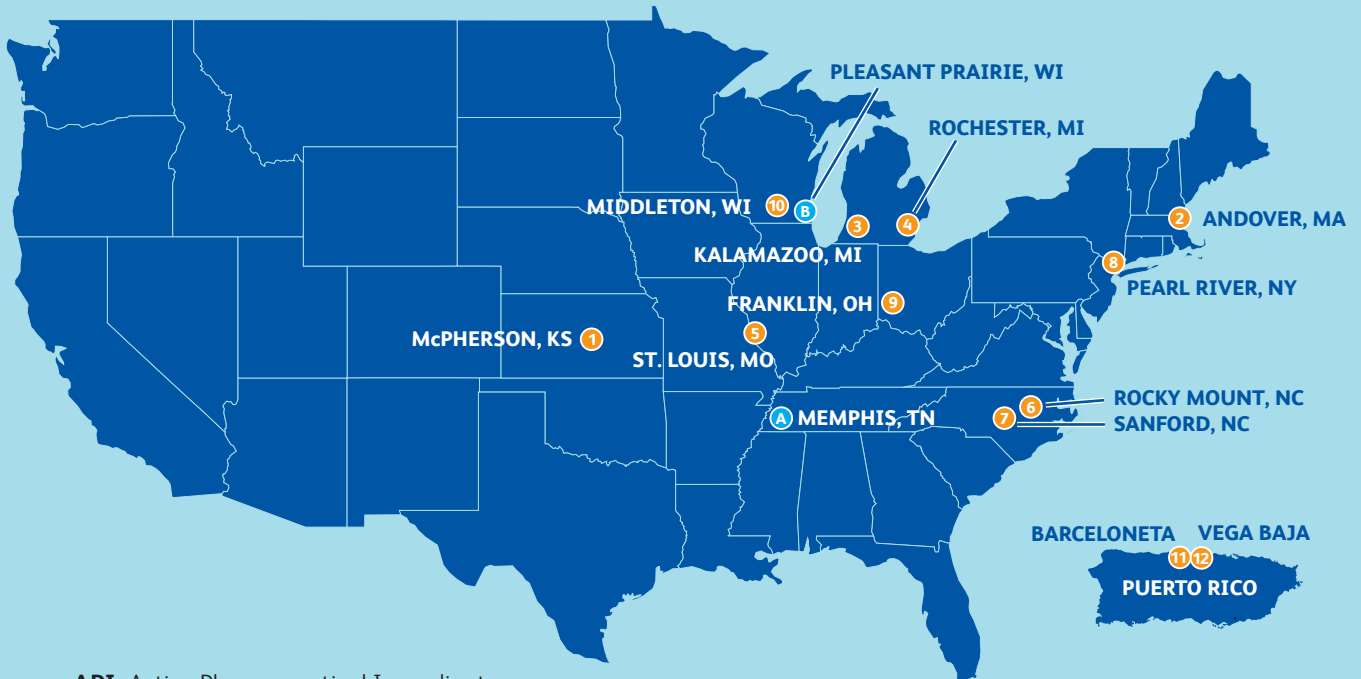 PLEASANT PRAIRIE, WI
ROCHESTER, MI
MIDDLETON, WI 10 B
3 4
2 ANDOVER, MA
KALAMAZOO, MI
8
PEARL RIVER, NY
FRANKLIN, OH 9
McPHERSON, KS 1
5
ST. LOUIS, MO
6 ROCKY MOUNT, NC
A MEMPHIS, TN
7 SANFORD, NC
BARCELONETA VEGA BAJA
11 12
PUERTO RICO